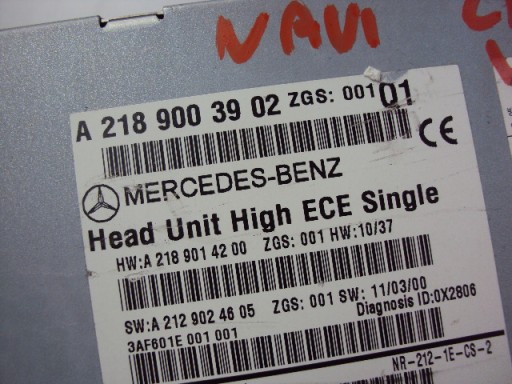 NAVI
A 218 900 39 02 ZGS: 001 01
MERCEDES-BENZ
CE
Head Unit High ECE Single
HW:A 218 901 42 00 ZGS: 001 HW:10/37
SW:A 212 902 46 05 ZGS: 001 SW: 11/03/00
3AF601E 001 001
Diagnosis ID:0X2806
NR-212-1E-CS-2